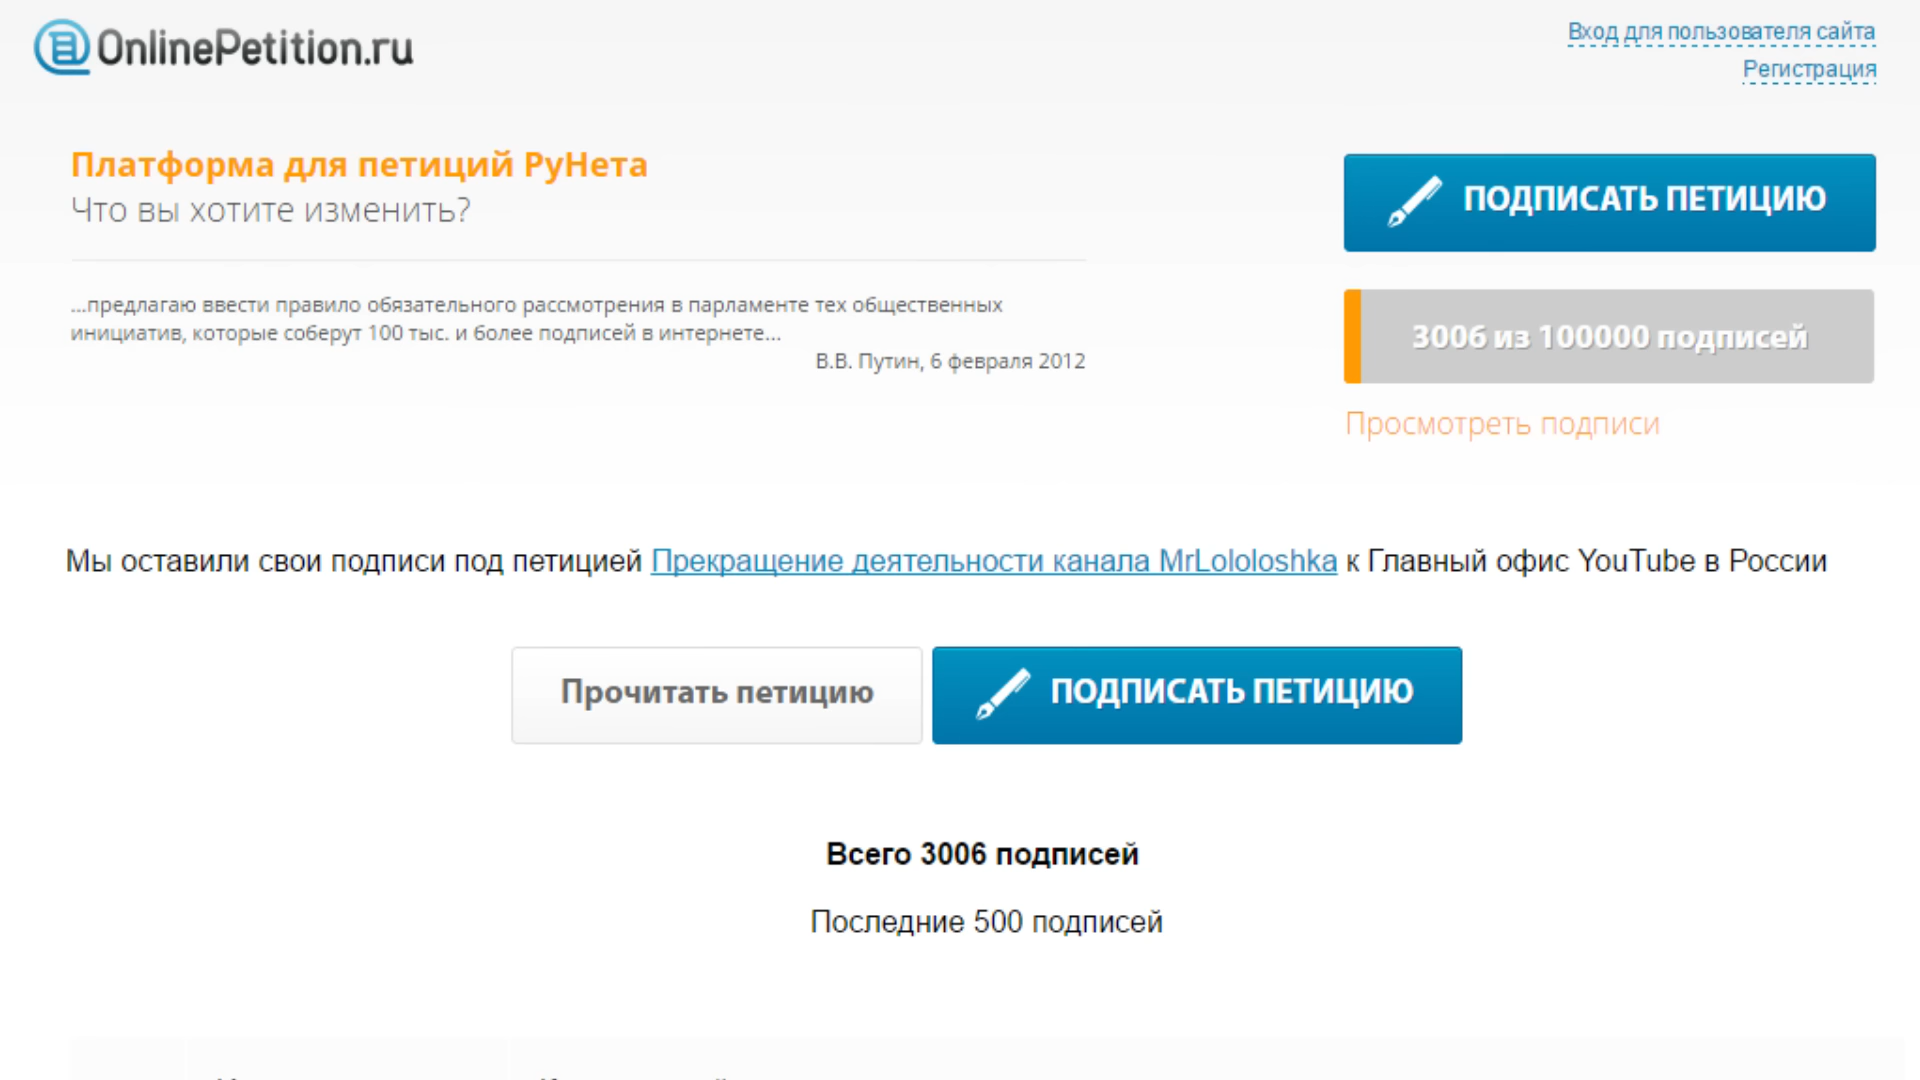 OnlinePetition.ru
Вход для пользователя сайта
Регистрация
Платформа для петиций РуНета
Что вы хотите изменить?
ПОДПИСАТЬ ПЕТИЦИЮ
...предлагаю ввести правило обязательного рассмотрения в парламенте тех общественных
инициатив, которые соберут 100 тыс. и более подписей в интернете...
В.В. Путин, 6 февраля 2012
3006 из 100000 подписей
Просмотреть подписи
Мы оставили свои подписи под петицией Прекращение деятельности канала MrLololoshka к Главный офис YouTube в России
Прочитать петицию
ПОДПИСАТЬ ПЕТИЦИЮ
Всего 3006 подписей
Последние 500 подписей